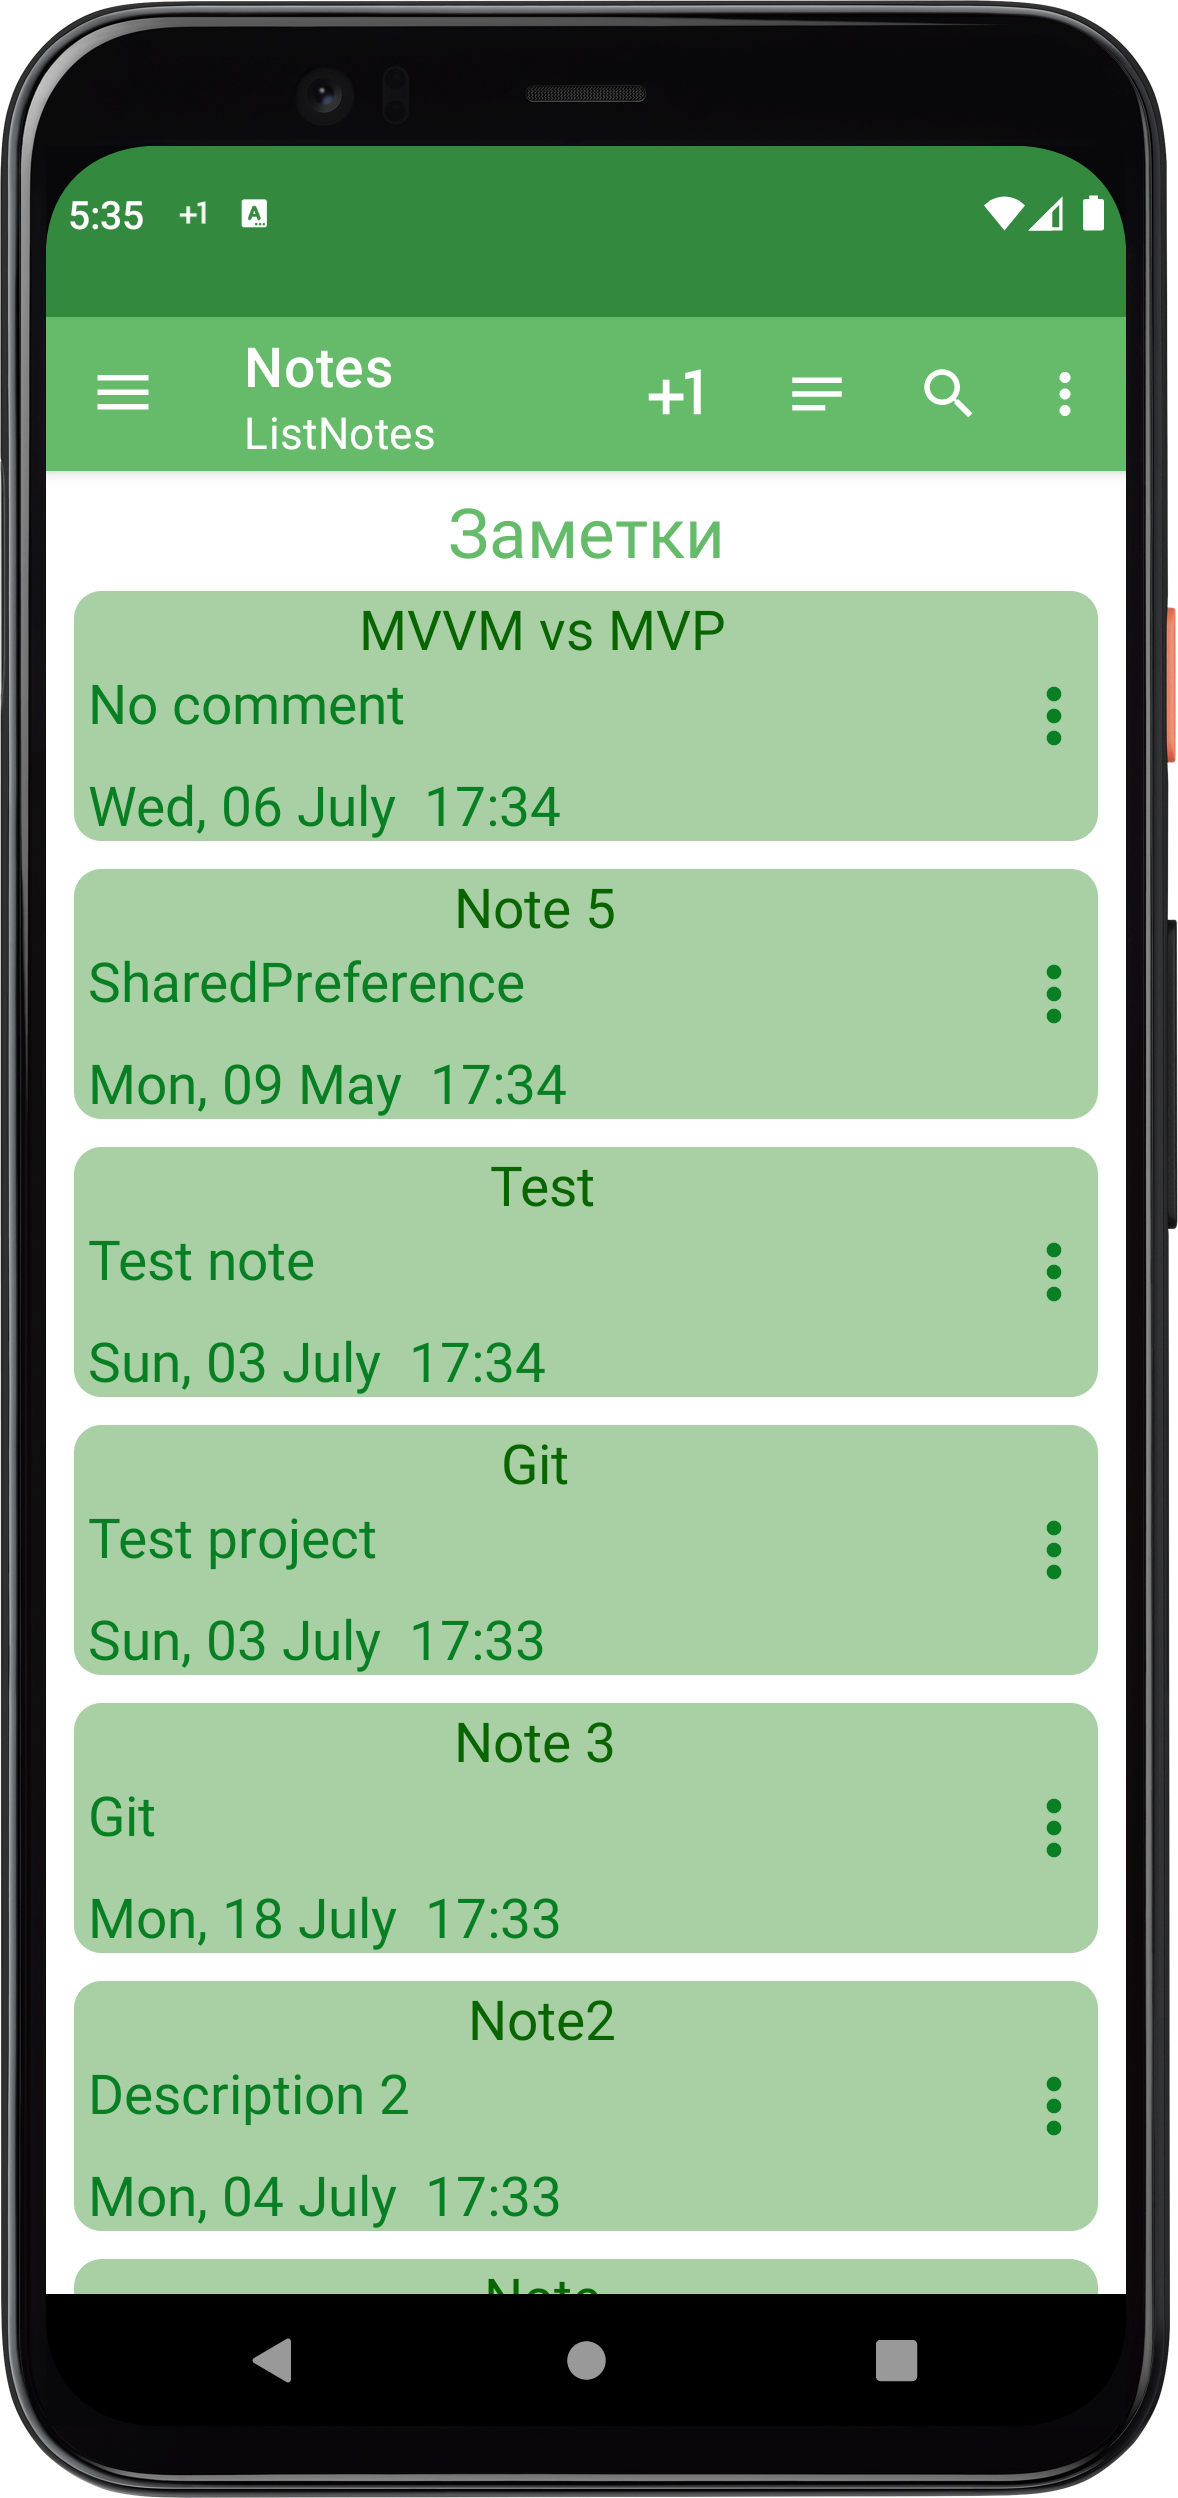 5:35 +1 A
Notes
ListNotes
+1
Заметки
MVVM vs MVP
No comment
Wed, 06 July 17:34
Note 5
SharedPreference
Mon, 09 May 17:34
Test
Test note
Sun, 03 July 17:34
Git
Test project
Sun, 03 July 17:33
Note 3
Git
Mon, 18 July 17:33
Note2
Description 2
Mon, 04 July 17:33
Note